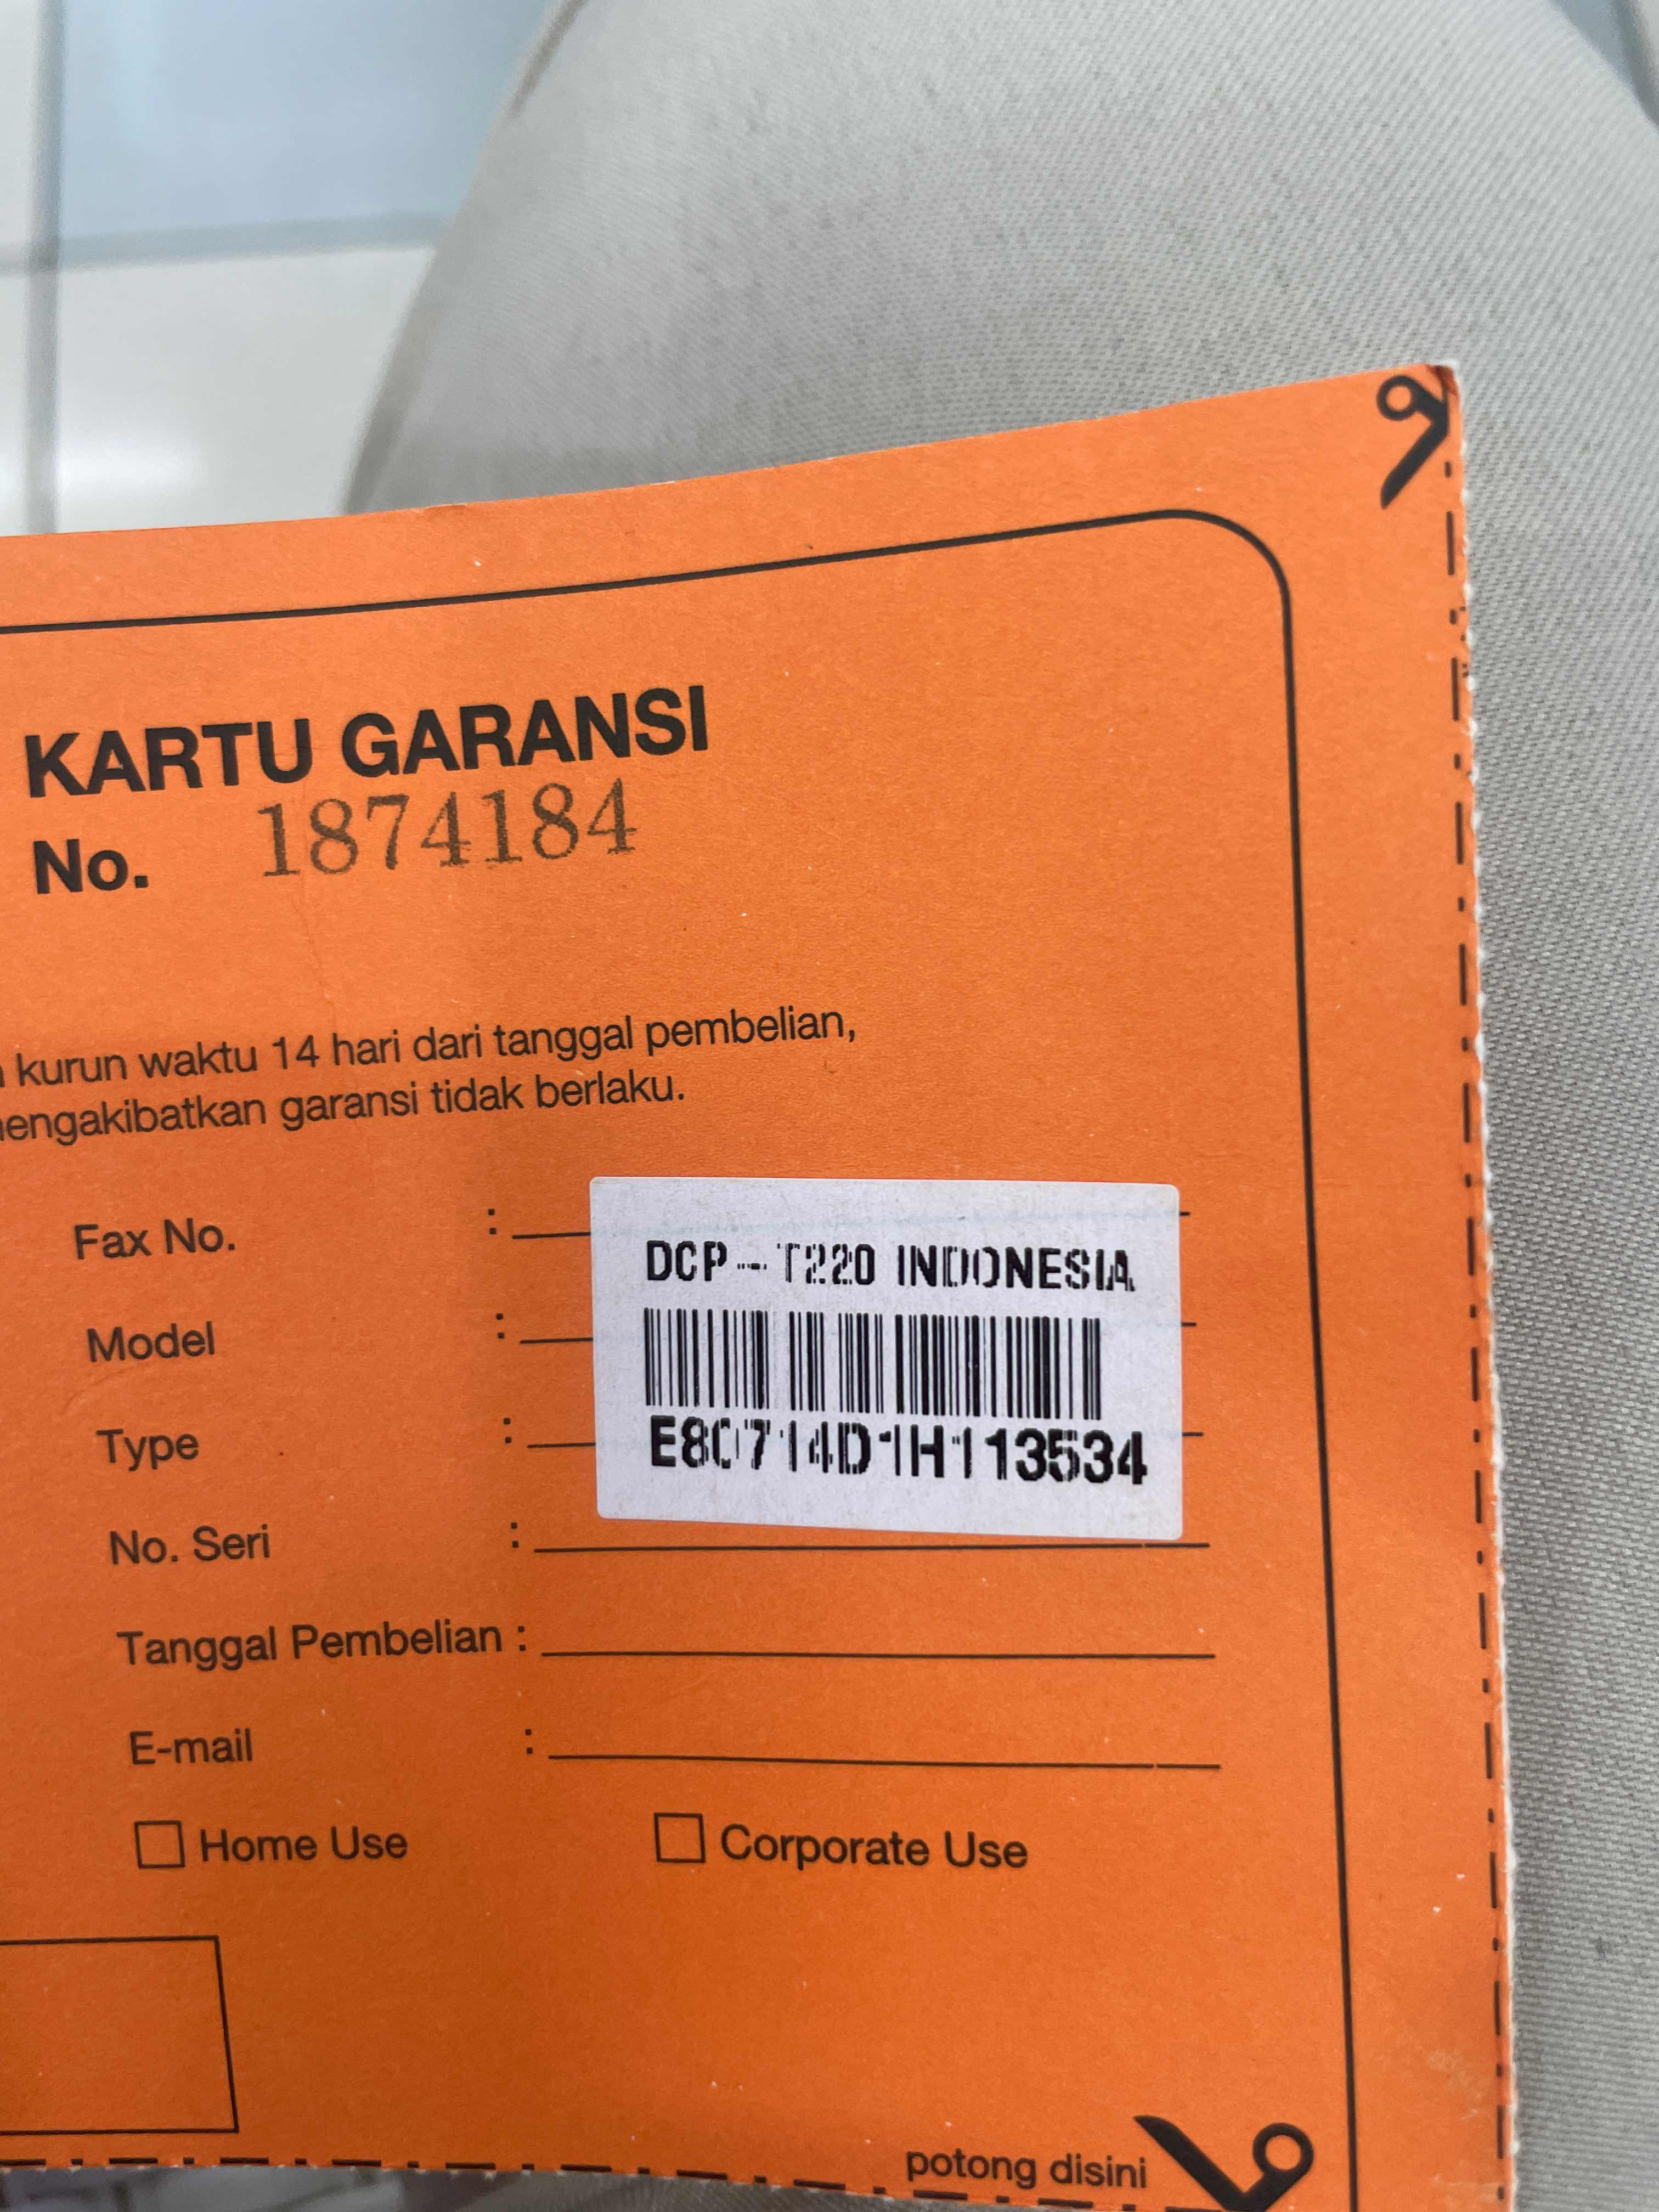 KARTU GARANSI
No. 1874184
kurun waktu 14 hari dari tanggal pembelian,
mengakibatkan garansi tidak berlaku.
Fax No. :
DCP-T220 INDONESIA
Model :
Type :
E80714D1H113534
No. Seri :
Tanggal Pembelian :
E-mail :
Home Use
Corporate Use
potong disini